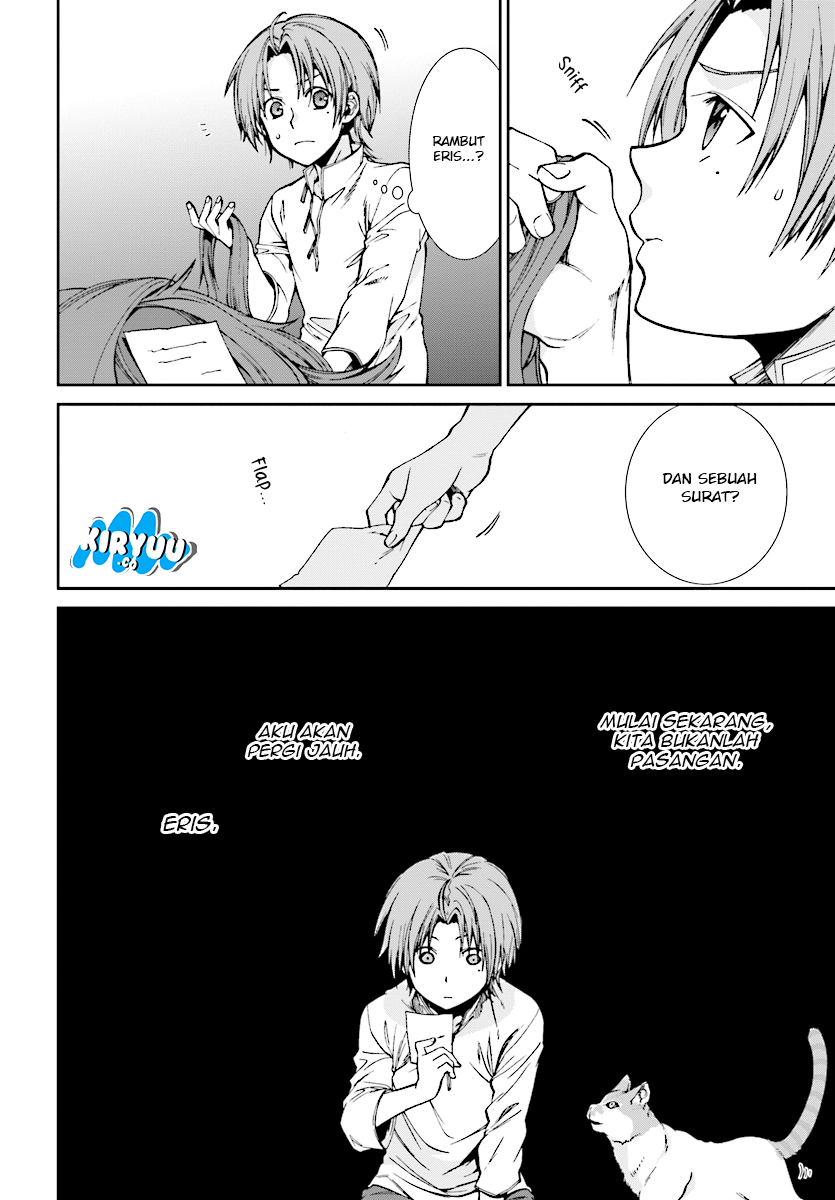 Sniff
RAMBUT
ERIS...?
DAN SEBUAH
SURAT?
Flap...
KIRYUU
.CO
MULAI SEKARANG,
KITA BUKANLAH
PASANGAN.
AKU AKAN
PERGI JAUH.
ERIS.